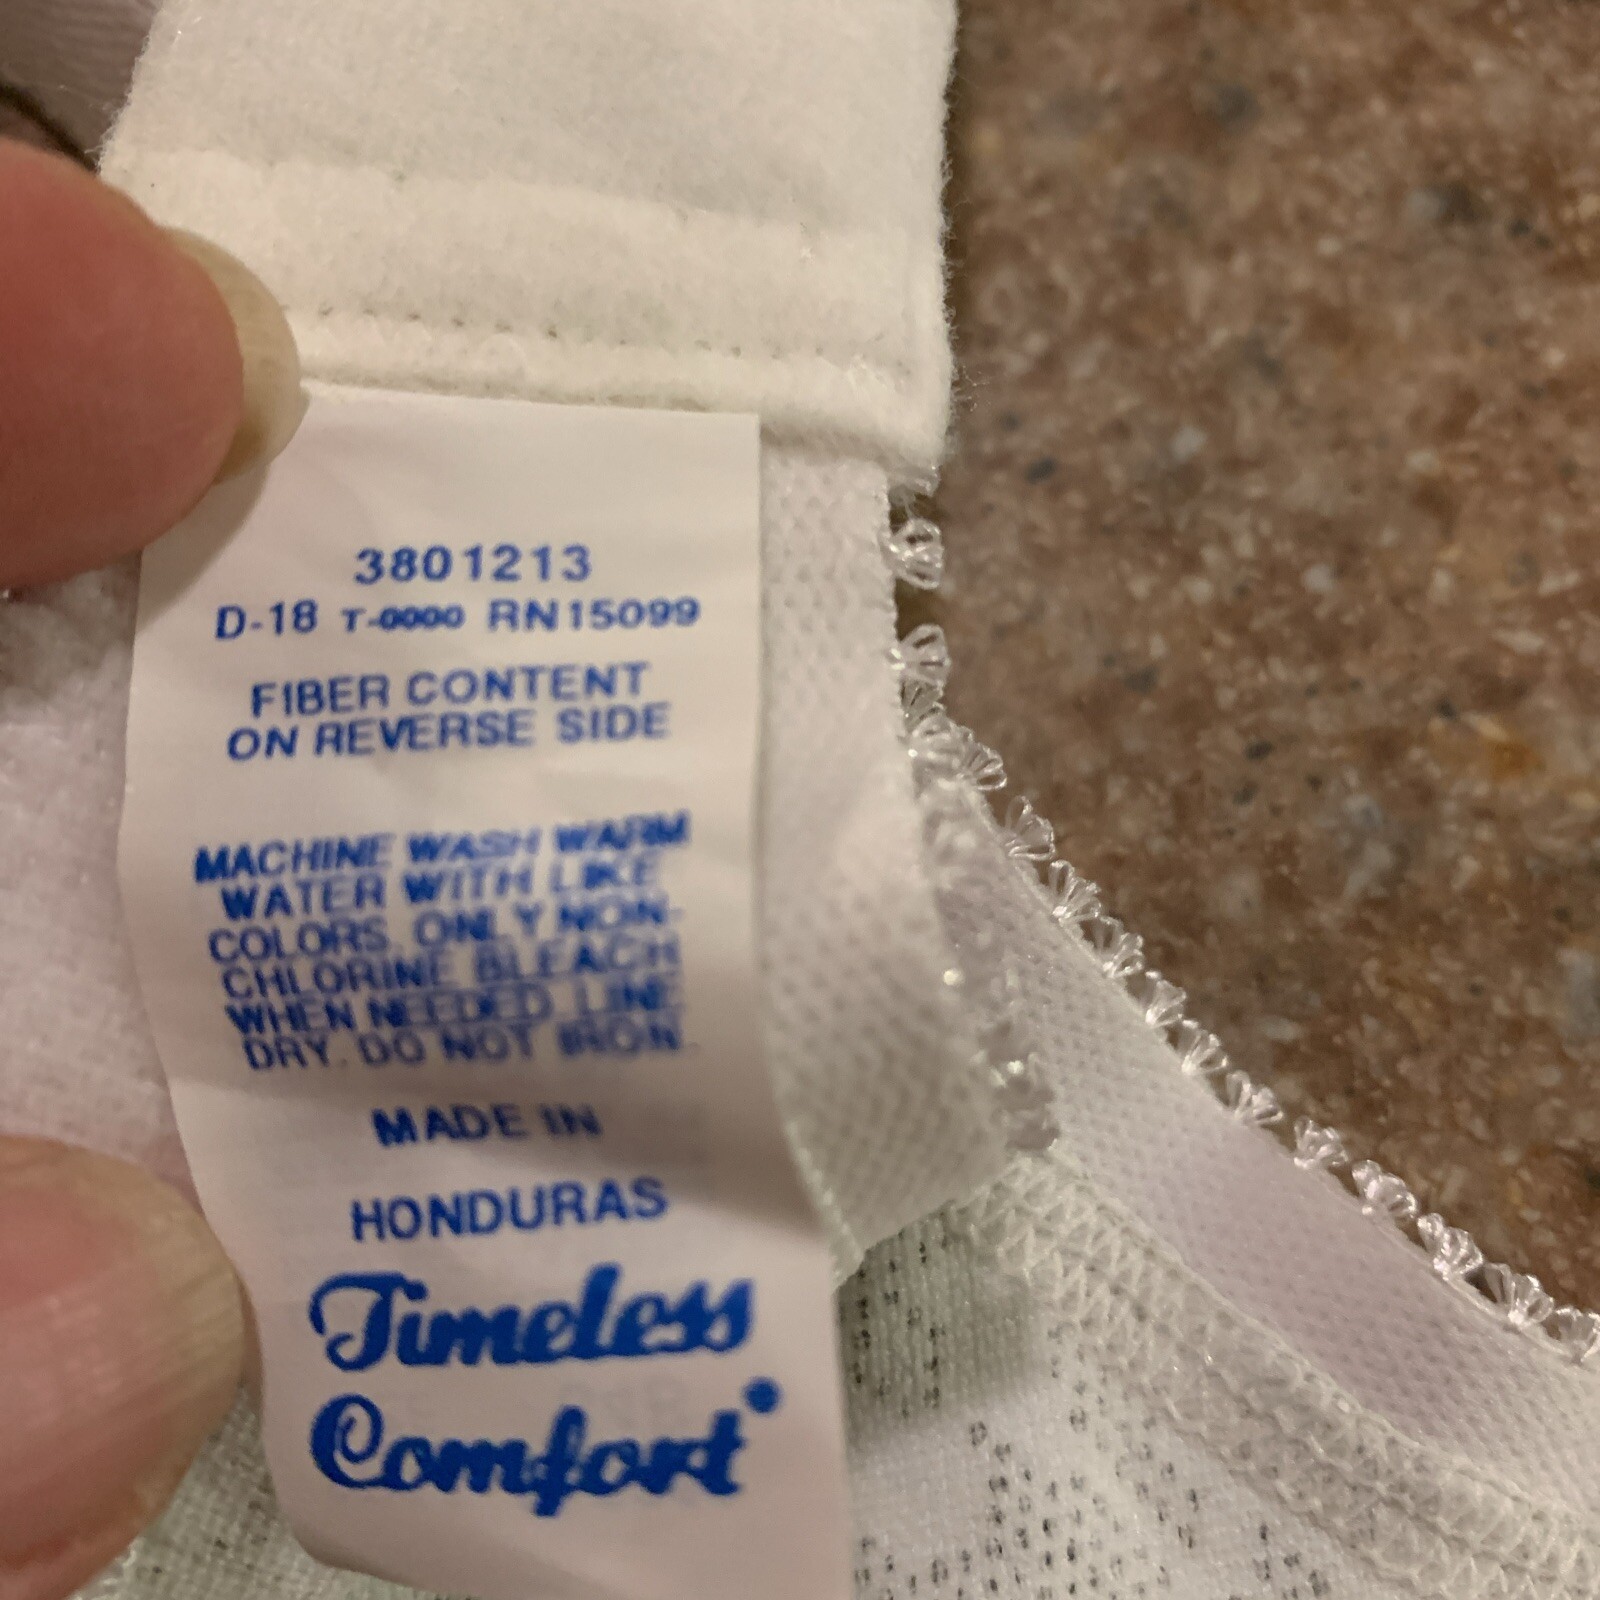 3801213
D-18 T-0000 RN15099
FIBER CONTENT
ON REVERSE SIDE
MACHINE WASH WARM
WATER WITH LIKE
COLORS. ONLY NON-
CHLORINE BLEACH
WHEN NEEDED. LINE
DRY. DO NOT IRON.
MADE IN
HONDURAS
Timeless
Comfort